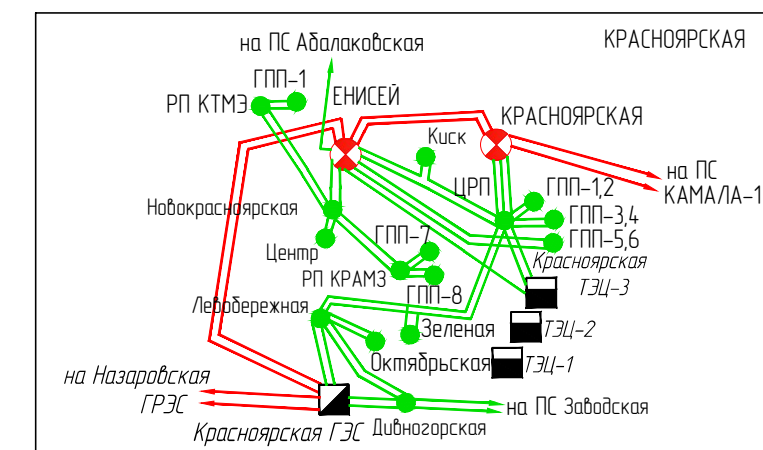 КРАСНОЯРСКАЯ
на ПС Абалаковская
ГПП-1
РП КТМЭ
ЕНИСЕЙ
КРАСНОЯРСКАЯ
Киск
на ПС
КАМАЛА-1
ЦРП
ГПП-1,2
ГПП-3,4
ГПП-5,6
Новокрасноярская
Центр
ГПП-7
РП КРАМЗ
ГПП-8
Красноярская
ТЭЦ-3
Левобережная
Зеленая
ТЭЦ-2
Октябрьская
ТЭЦ-1
на Назаровская
ГРЭС
на ПС Заводская
Красноярская ГЭС
Дивногорская